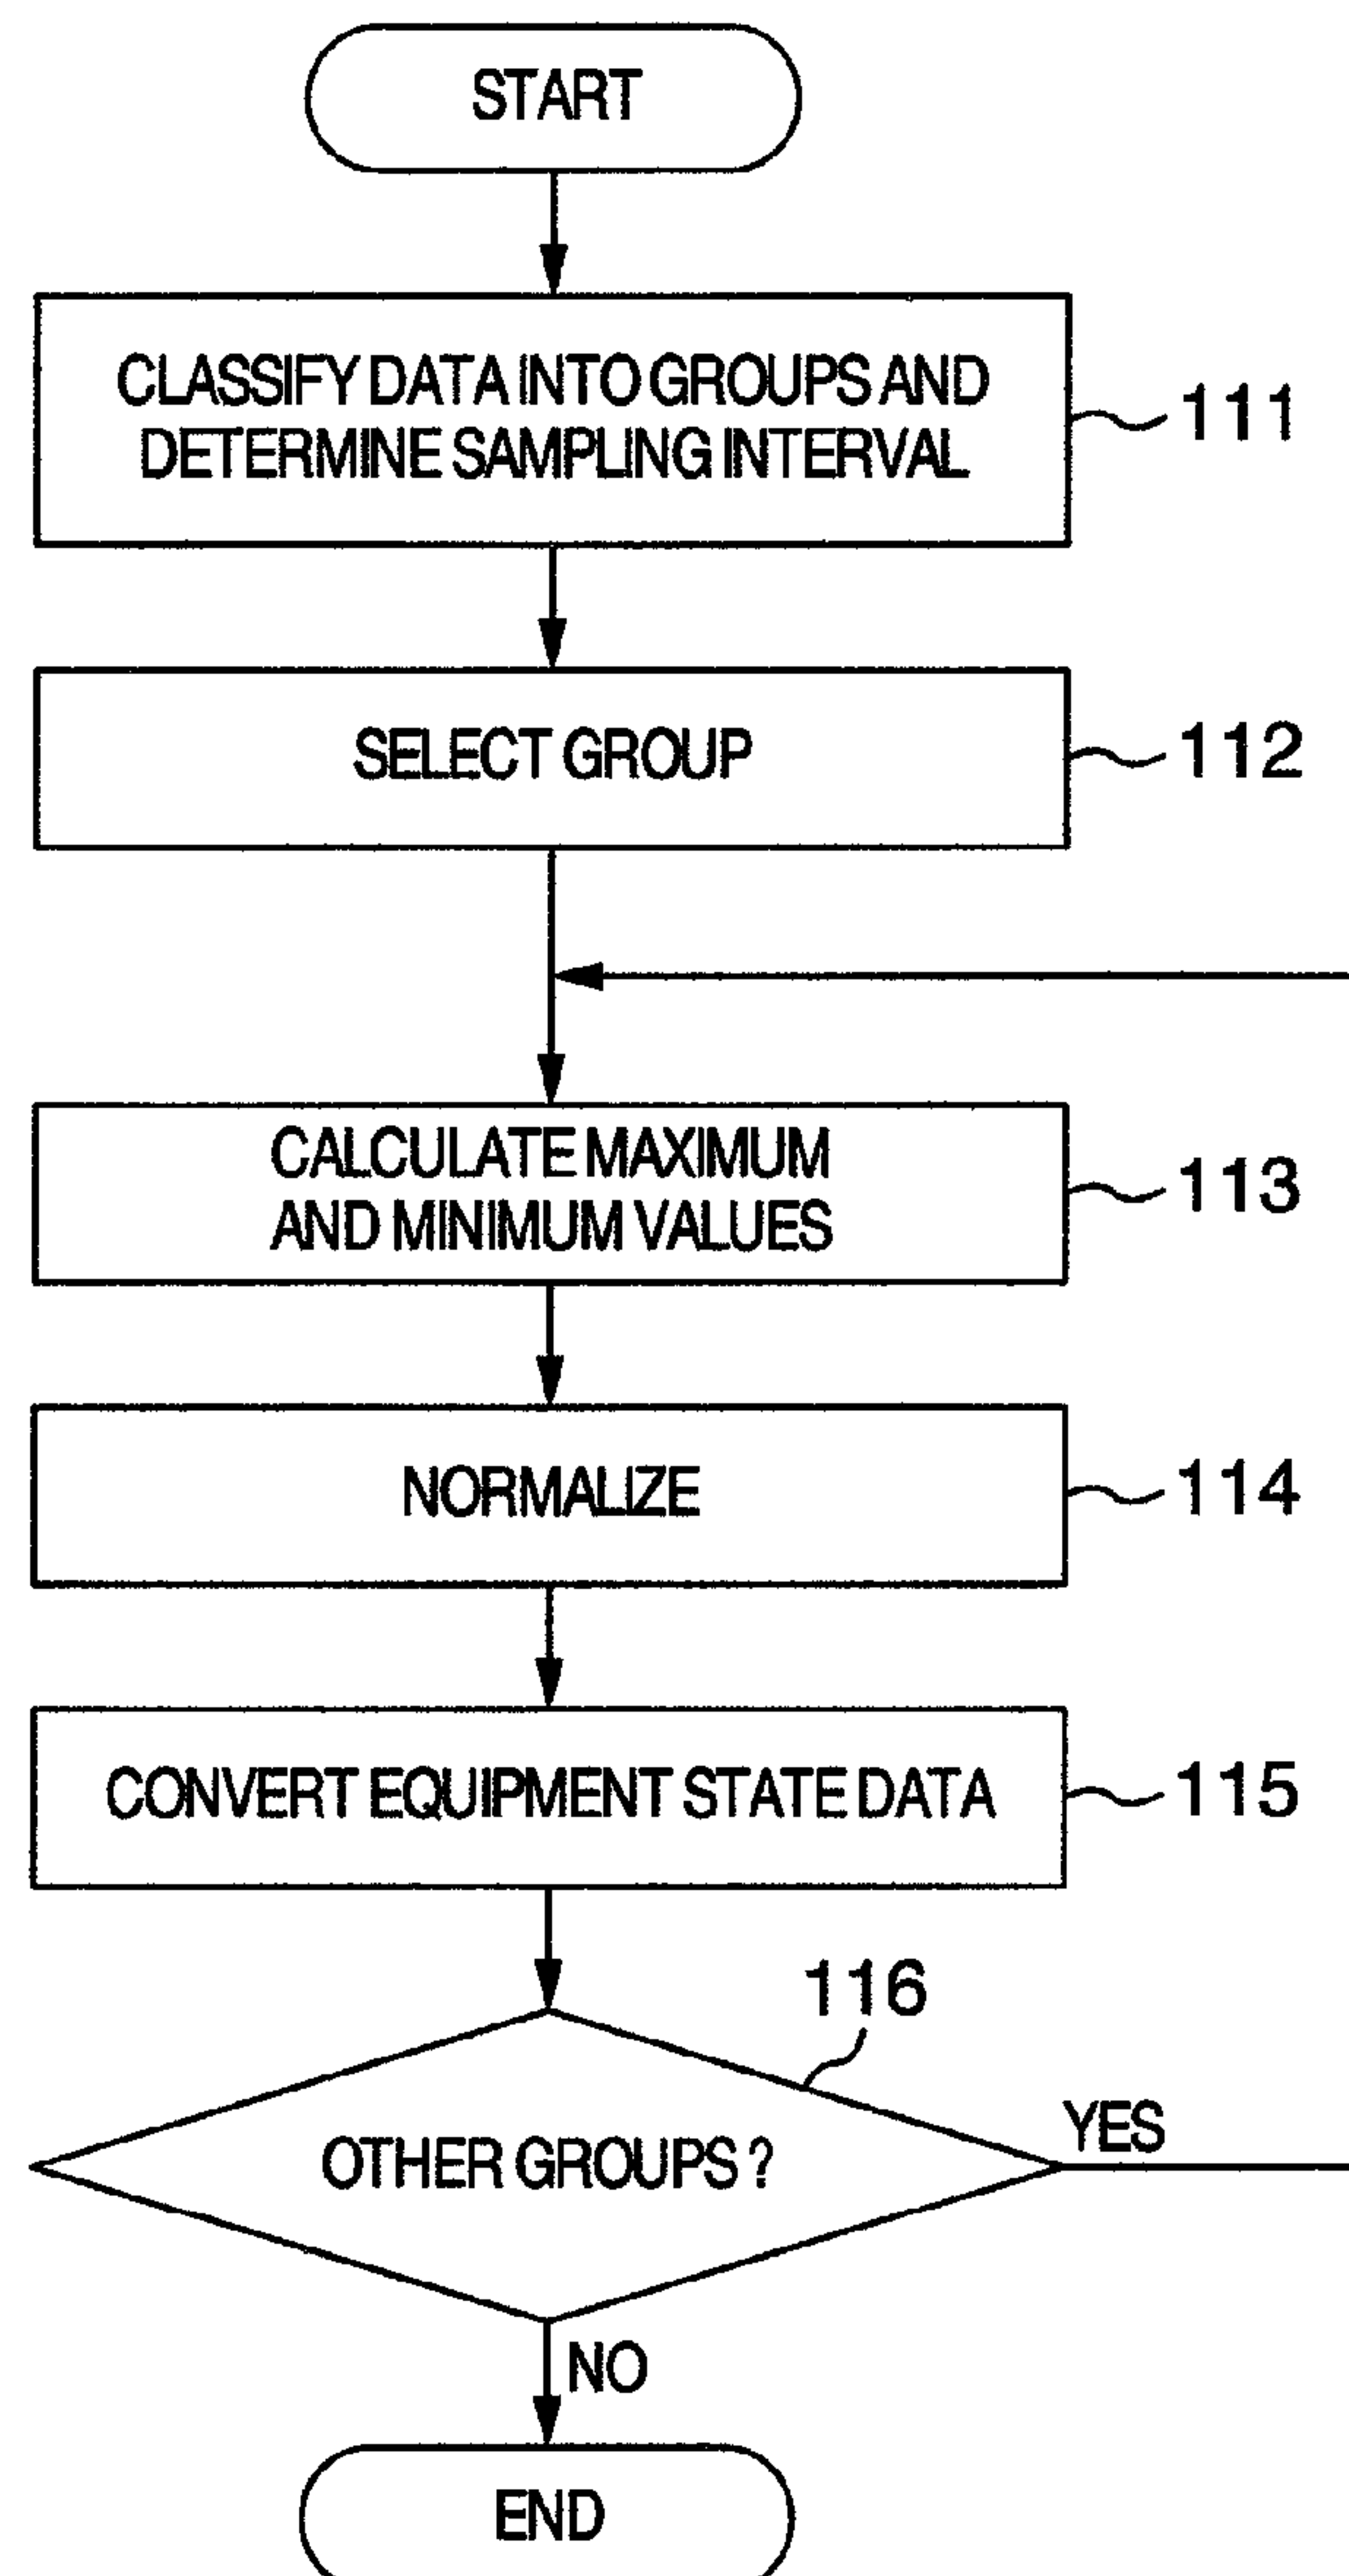 START
CLASSIFY DATA INTO GROUPS AND
DETERMINE SAMPLING INTERVAL
111
SELECT GROUP
112
CALCULATE MAXIMUM
AND MINIMUM VALUES
113
NORMALIZE
114
CONVERT EQUIPMENT STATE DATA
115
116
OTHER GROUPS ?
YES
NO
END